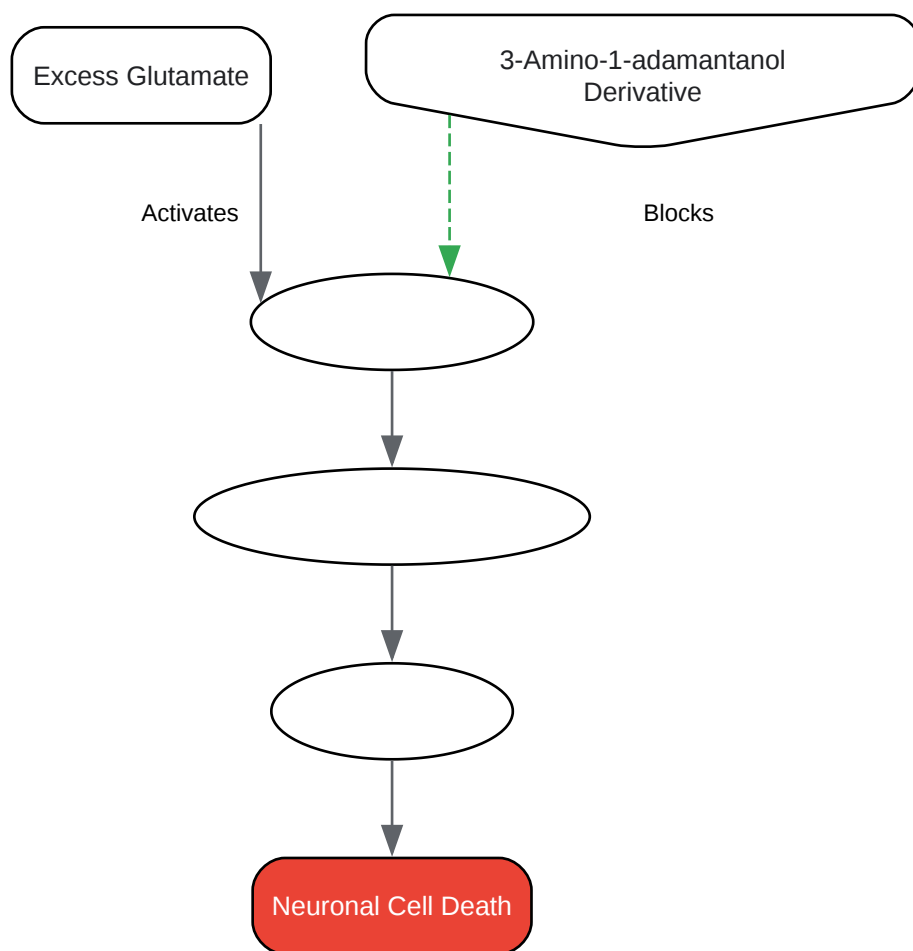 Excess Glutamate
3-Amino-1-adamantanol
Derivative
Activates
Blocks
Neuronal Cell Death